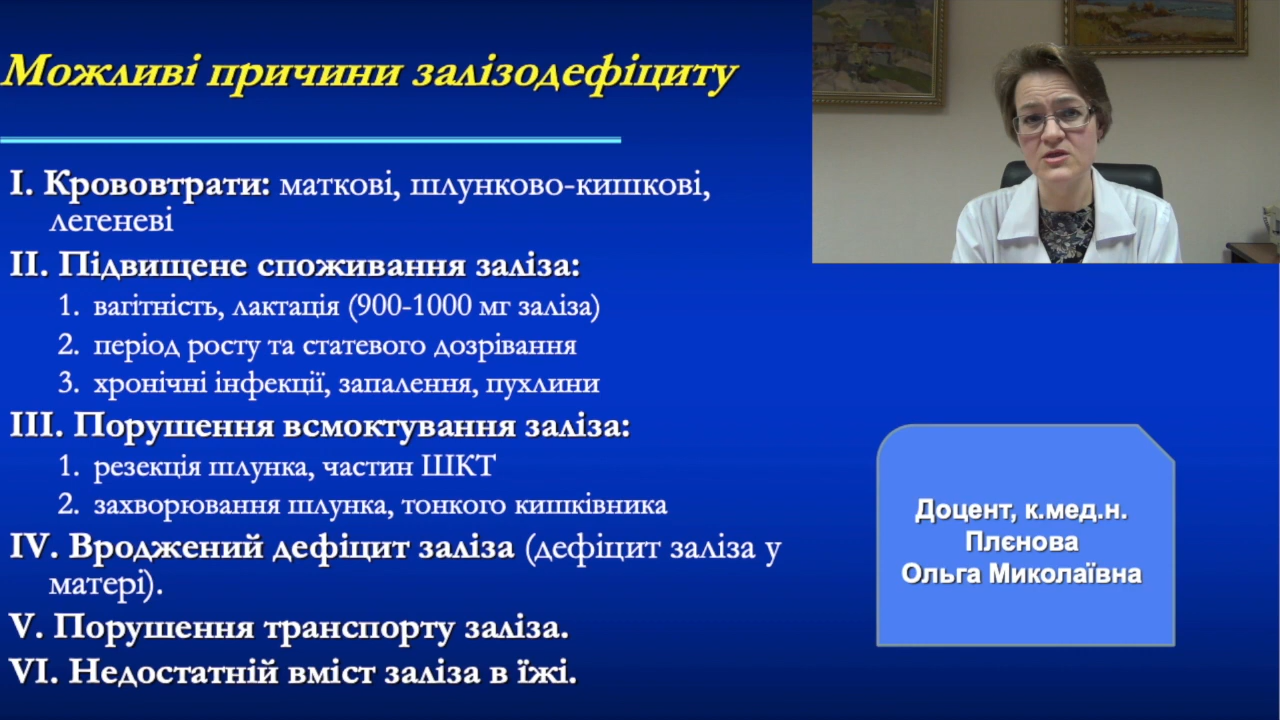 Можливі причини залізодефіциту
I. Крововтрати: маткові, шлунково-кишкові,
легеневі
II. Підвищене споживання заліза:
1. вагітність, лактація (900-1000 мг заліза)
2. період росту та статевого дозрівання
3. хронічні інфекції, запалення, пухлини
III. Порушення всмоктування заліза:
1. резекція шлунка, частин ШКТ
2. захворювання шлунка, тонкого кишківника
IV. Вроджений дефіцит заліза (дефіцит заліза у
матері).
V. Порушення транспорту заліза.
VI. Недостатній вміст заліза в їжі.
Доцент, к.мед.н.
Плєнова
Ольга Миколаївна